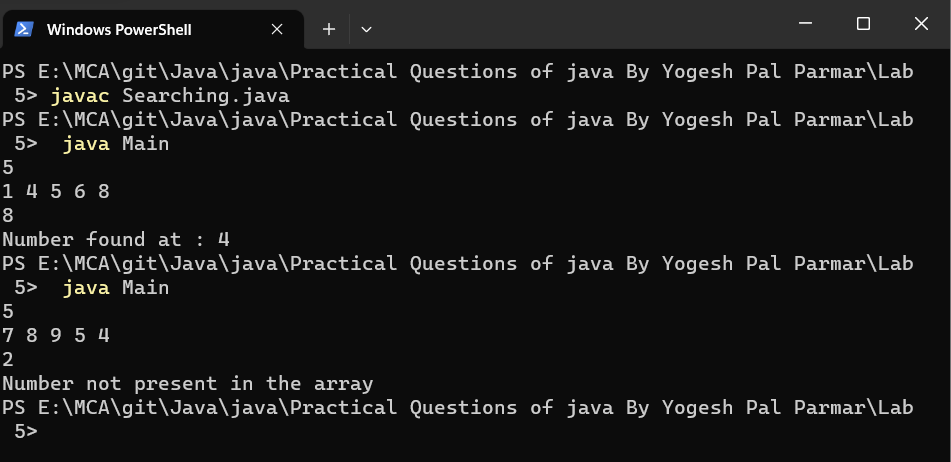 Windows PowerShell
PS E:\MCA\git\Java\java\Practical Questions of java By Yogesh Pal Parmar\Lab
 5> javac Searching.java
PS E:\MCA\git\Java\java\Practical Questions of java By Yogesh Pal Parmar\Lab
 5>  java Main
5
1 4 5 6 8
8
Number found at : 4
PS E:\MCA\git\Java\java\Practical Questions of java By Yogesh Pal Parmar\Lab
 5>  java Main
5
7 8 9 5 4
2
Number not present in the array
PS E:\MCA\git\Java\java\Practical Questions of java By Yogesh Pal Parmar\Lab
 5>